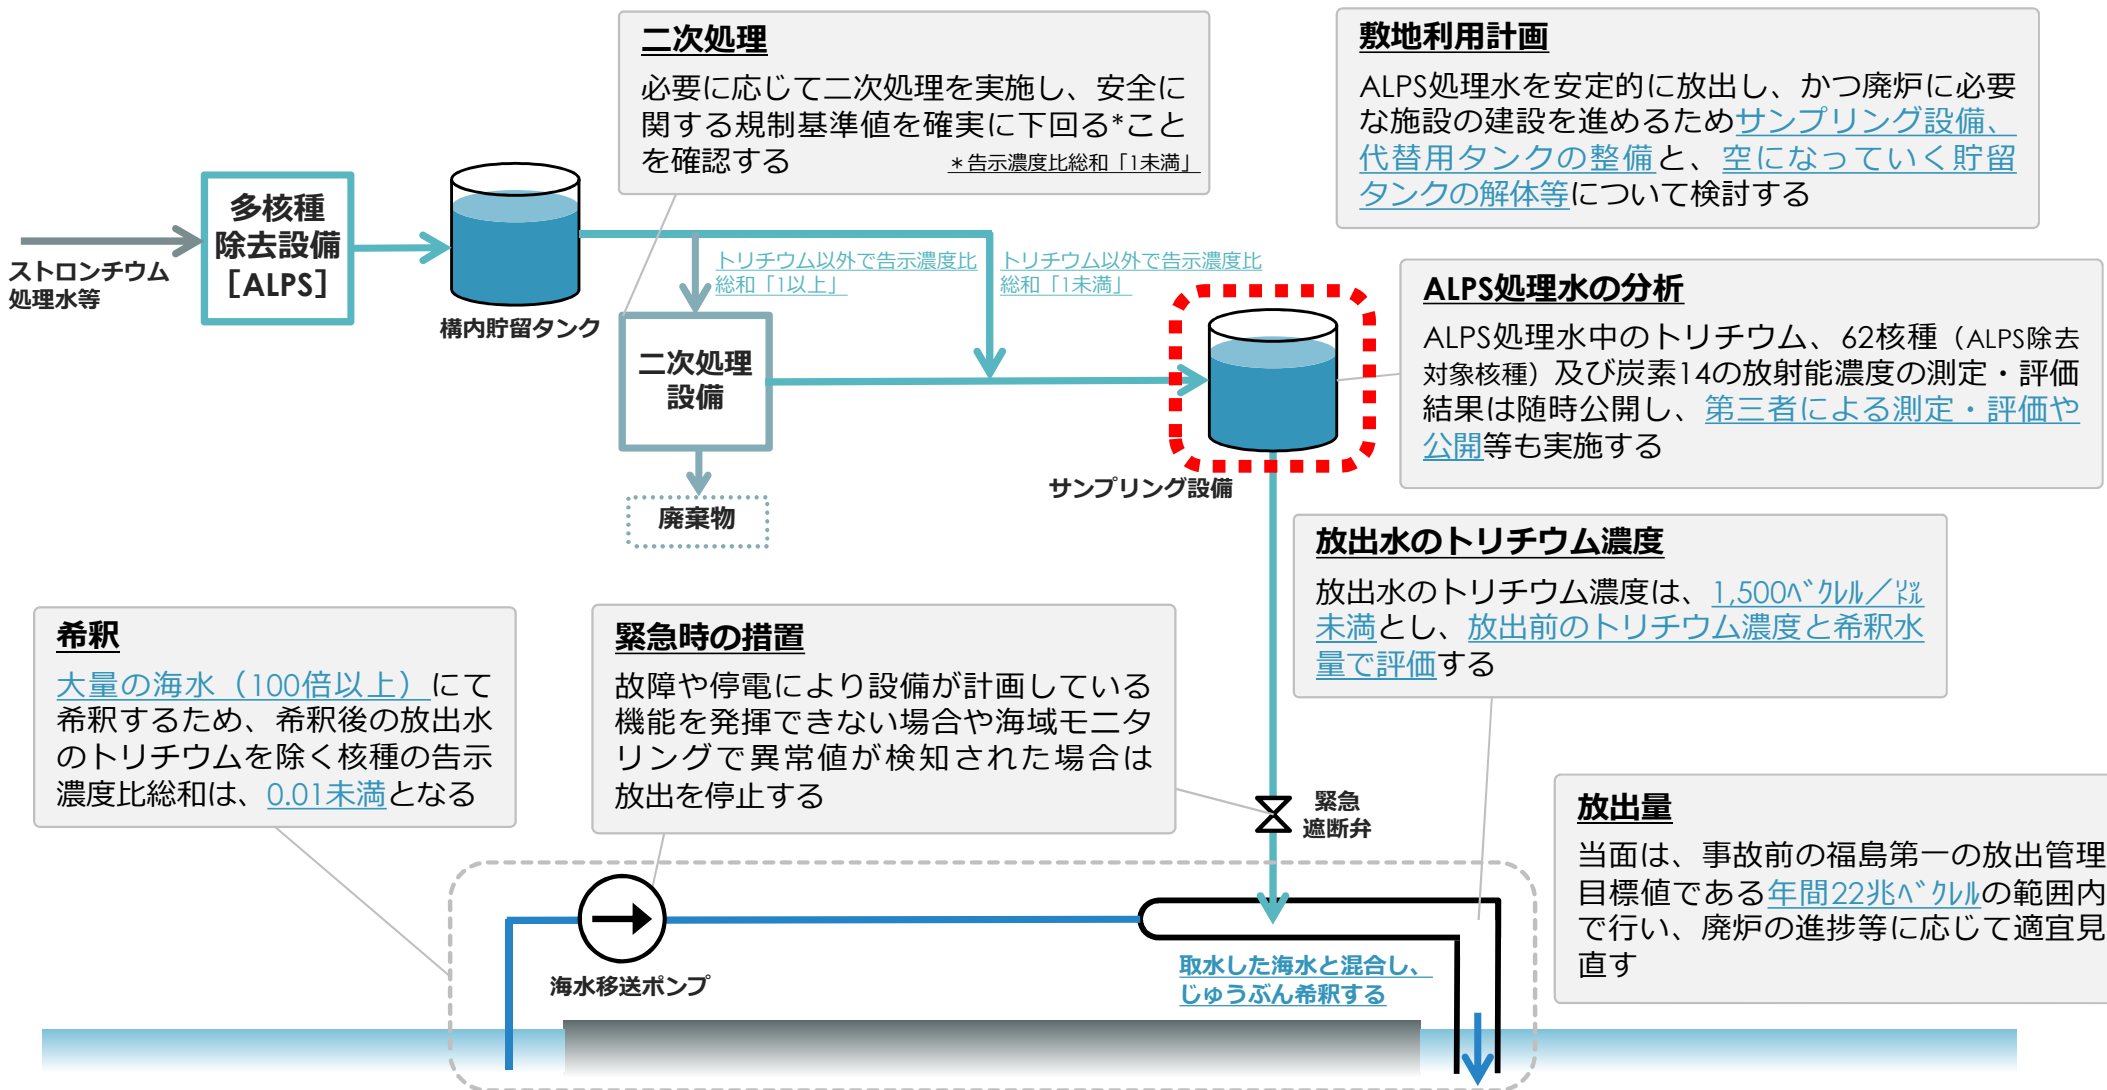 二次処理
必要に応じて二次処理を実施し、安全に
関する規制基準値を確実に下回る*こと
を確認する
＊告示濃度比総和「1未満」
敷地利用計画
ALPS処理水を安定的に放出し、かつ廃炉に必要
な施設の建設を進めるためサンプリング設備、
代替用タンクの整備と、空になっていく貯留
タンクの解体等について検討する
多核種
除去設備
［ALPS］
ストロンチウム
処理水等
構内貯留タンク
トリチウム以外で告示濃度比
総和「1以上」
トリチウム以外で告示濃度比
総和「1未満」
二次処理
設備
廃棄物
サンプリング設備
ALPS処理水の分析
ALPS処理水中のトリチウム、62核種（ALPS除去
対象核種）及び炭素14の放射能濃度の測定・評価
結果は随時公開し、第三者による測定・評価や
公開等も実施する
放出水のトリチウム濃度
放出水のトリチウム濃度は、1,500ﾍﾞｸﾚﾙ／㍑
未満とし、放出前のトリチウム濃度と希釈水
量で評価する
希釈
大量の海水（100倍以上）にて
希釈するため、希釈後の放出水
のトリチウムを除く核種の告示
濃度比総和は、0.01未満となる
緊急時の措置
故障や停電により設備が計画している
機能を発揮できない場合や海域モニタ
リングで異常値が検知された場合は
放出を停止する
緊急
遮断弁
放出量
当面は、事故前の福島第一の放出管理
目標値である年間22兆ﾍﾞｸﾚﾙの範囲内
で行い、廃炉の進捗等に応じて適宜見
直す
海水移送ポンプ
取水した海水と混合し、
じゅうぶん希釈する